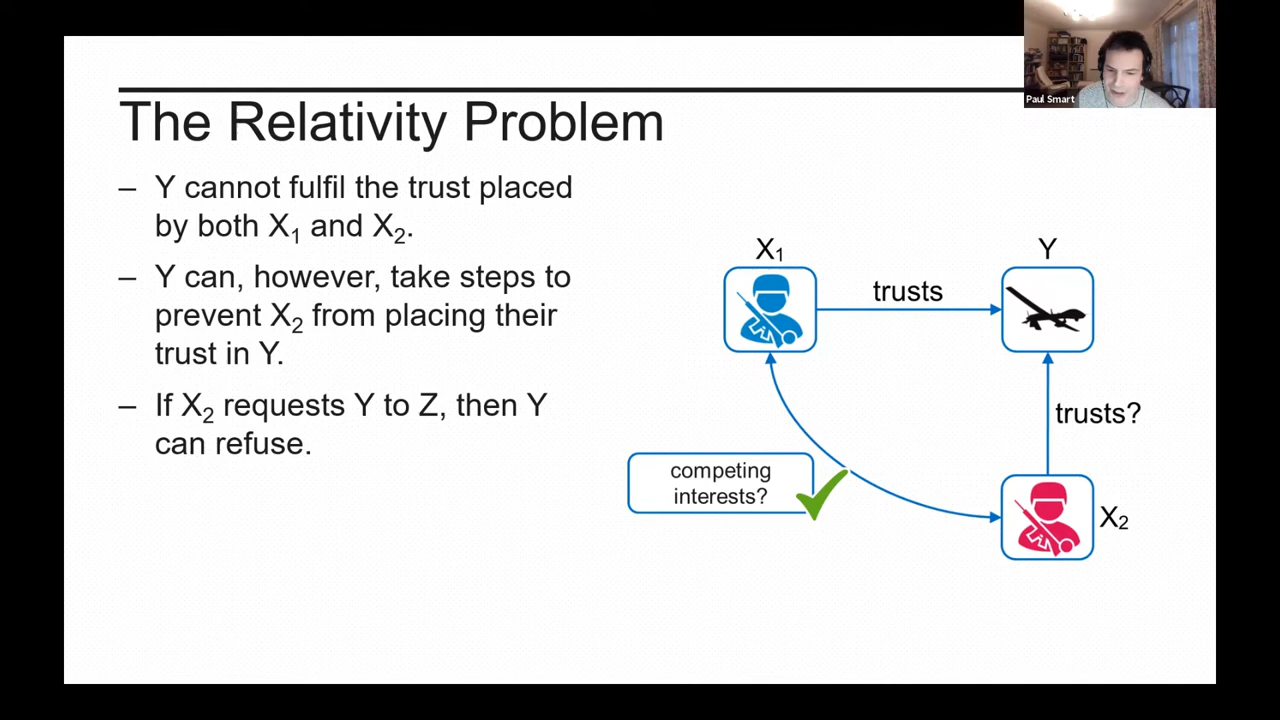 The Relativity Problem
Paul Smart
– Y cannot fulfil the trust placed
by both X₁ and X₂.
– Y can, however, take steps to
prevent X₂ from placing their
trust in Y.
– If X₂ requests Y to Z, then Y
can refuse.
X₁
Y
trusts
trusts?
competing
interests?
X₂